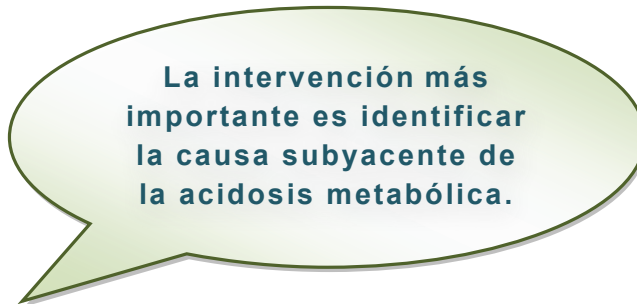 La intervención más
importante es identificar
la causa subyacente de
la acidosis metabólica.